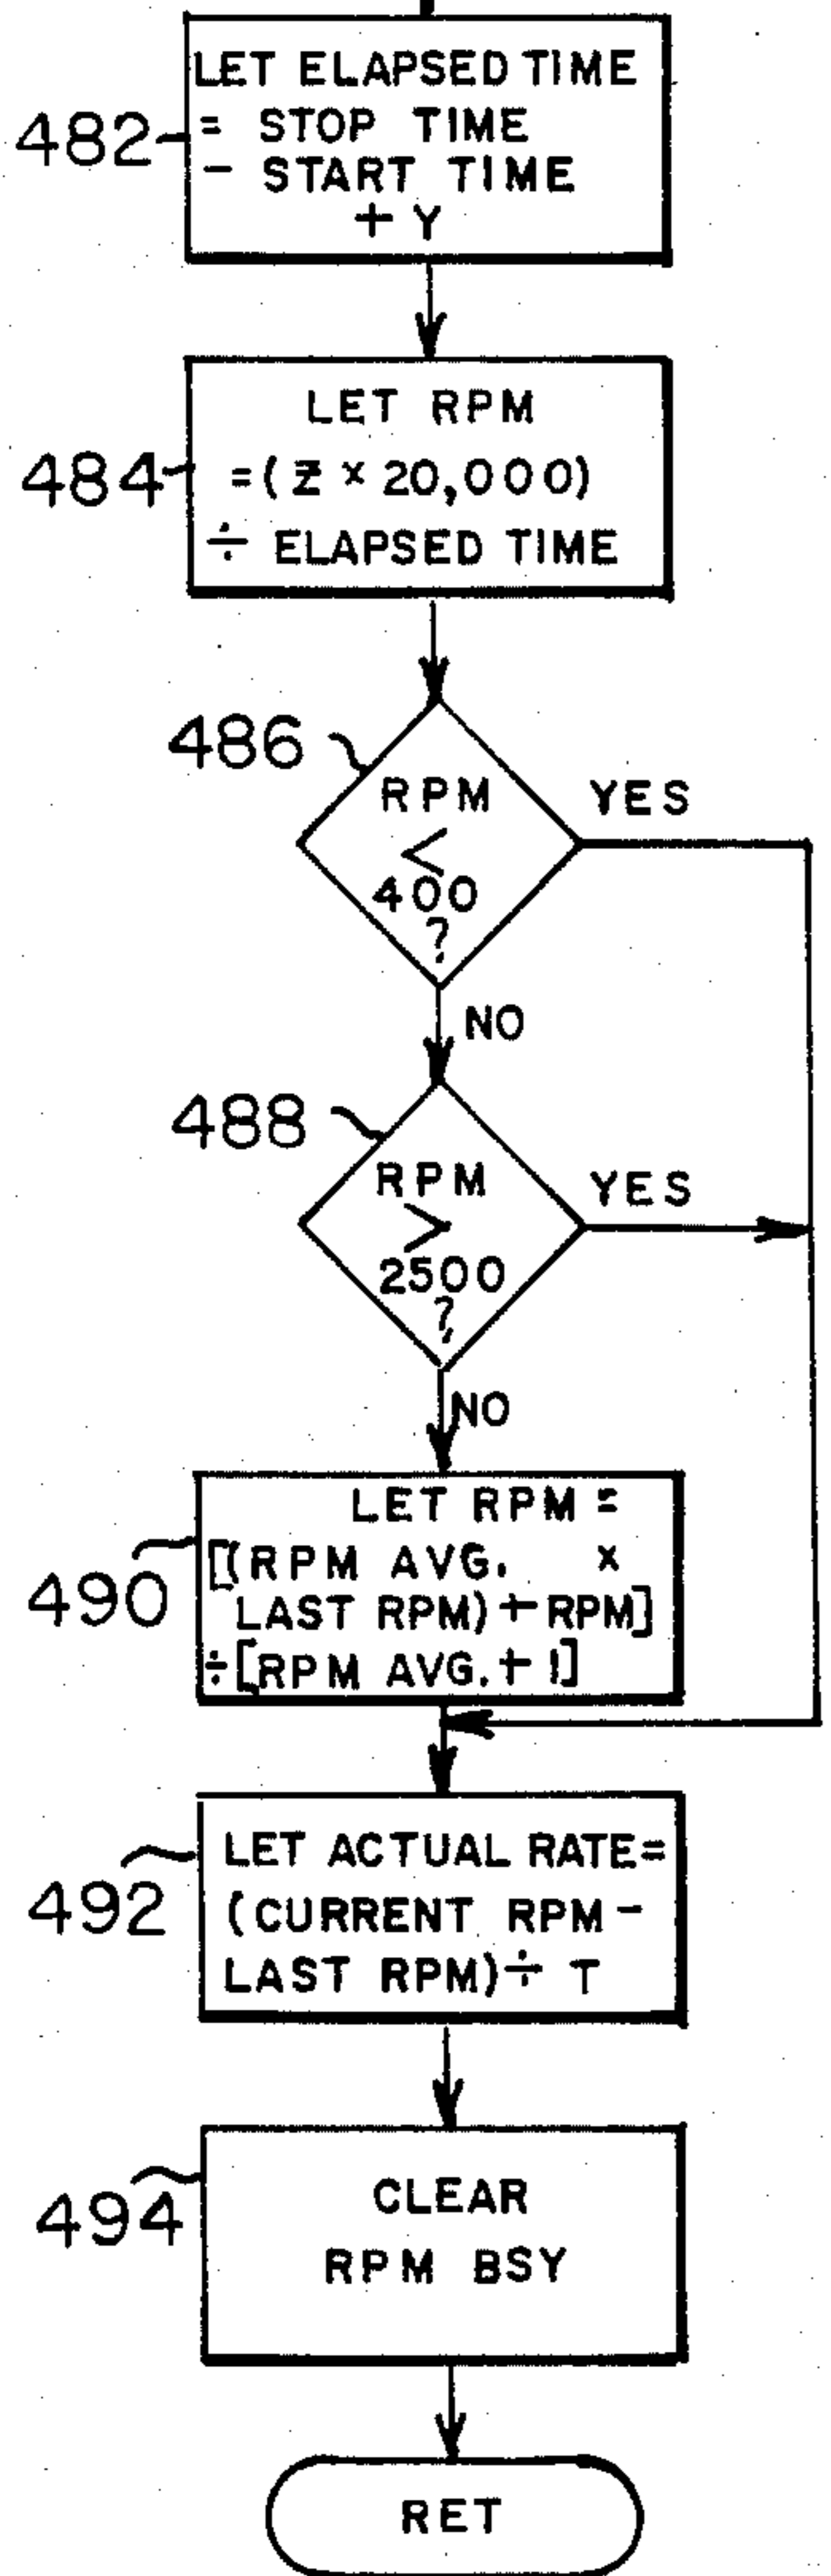 LET ELAPSED TIME
482
= STOP TIME
- START TIME
+ Y
LET RPM
484
=(Z × 20,000)
÷ ELAPSED TIME
486
RPM
<
400
?
YES
NO
488
RPM
>
2500
?
YES
NO
LET RPM =
490
[(RPM AVG. ×
LAST RPM) + RPM]
÷[RPM AVG. + 1]
492
LET ACTUAL RATE=
(CURRENT RPM-
LAST RPM)÷ T
494
CLEAR
RPM BSY
RET